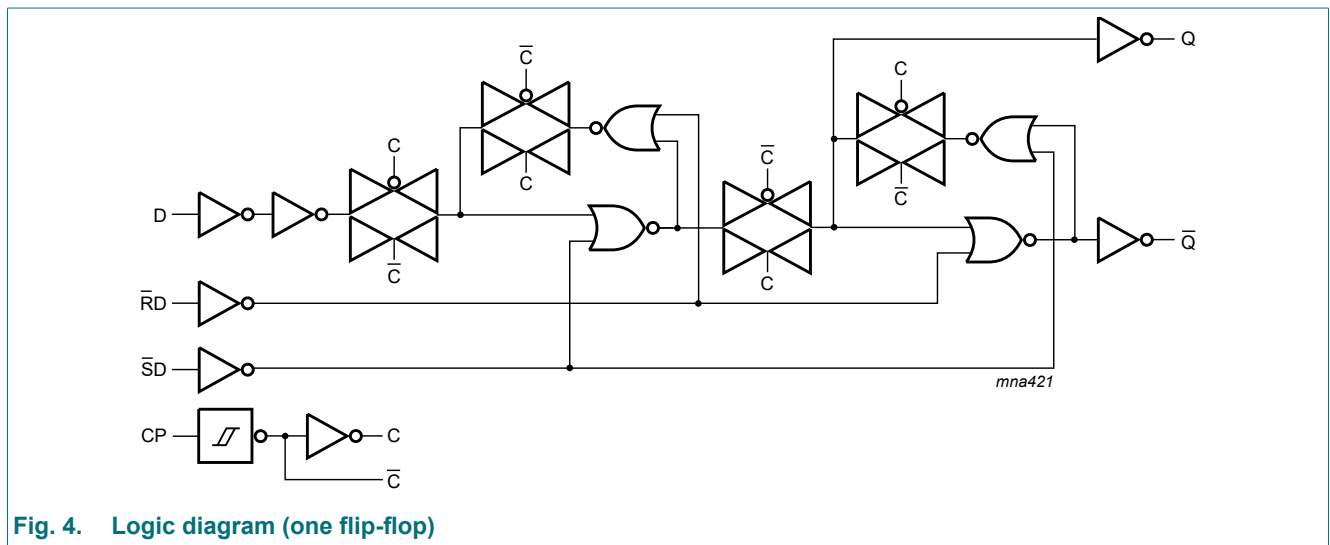 C̅
C
Q
C
C
C̅
C
C̅
D
C̅
C
Q̅
R̅D
S̅D
mna421
CP
C
C̅
Fig. 4. Logic diagram (one flip-flop)